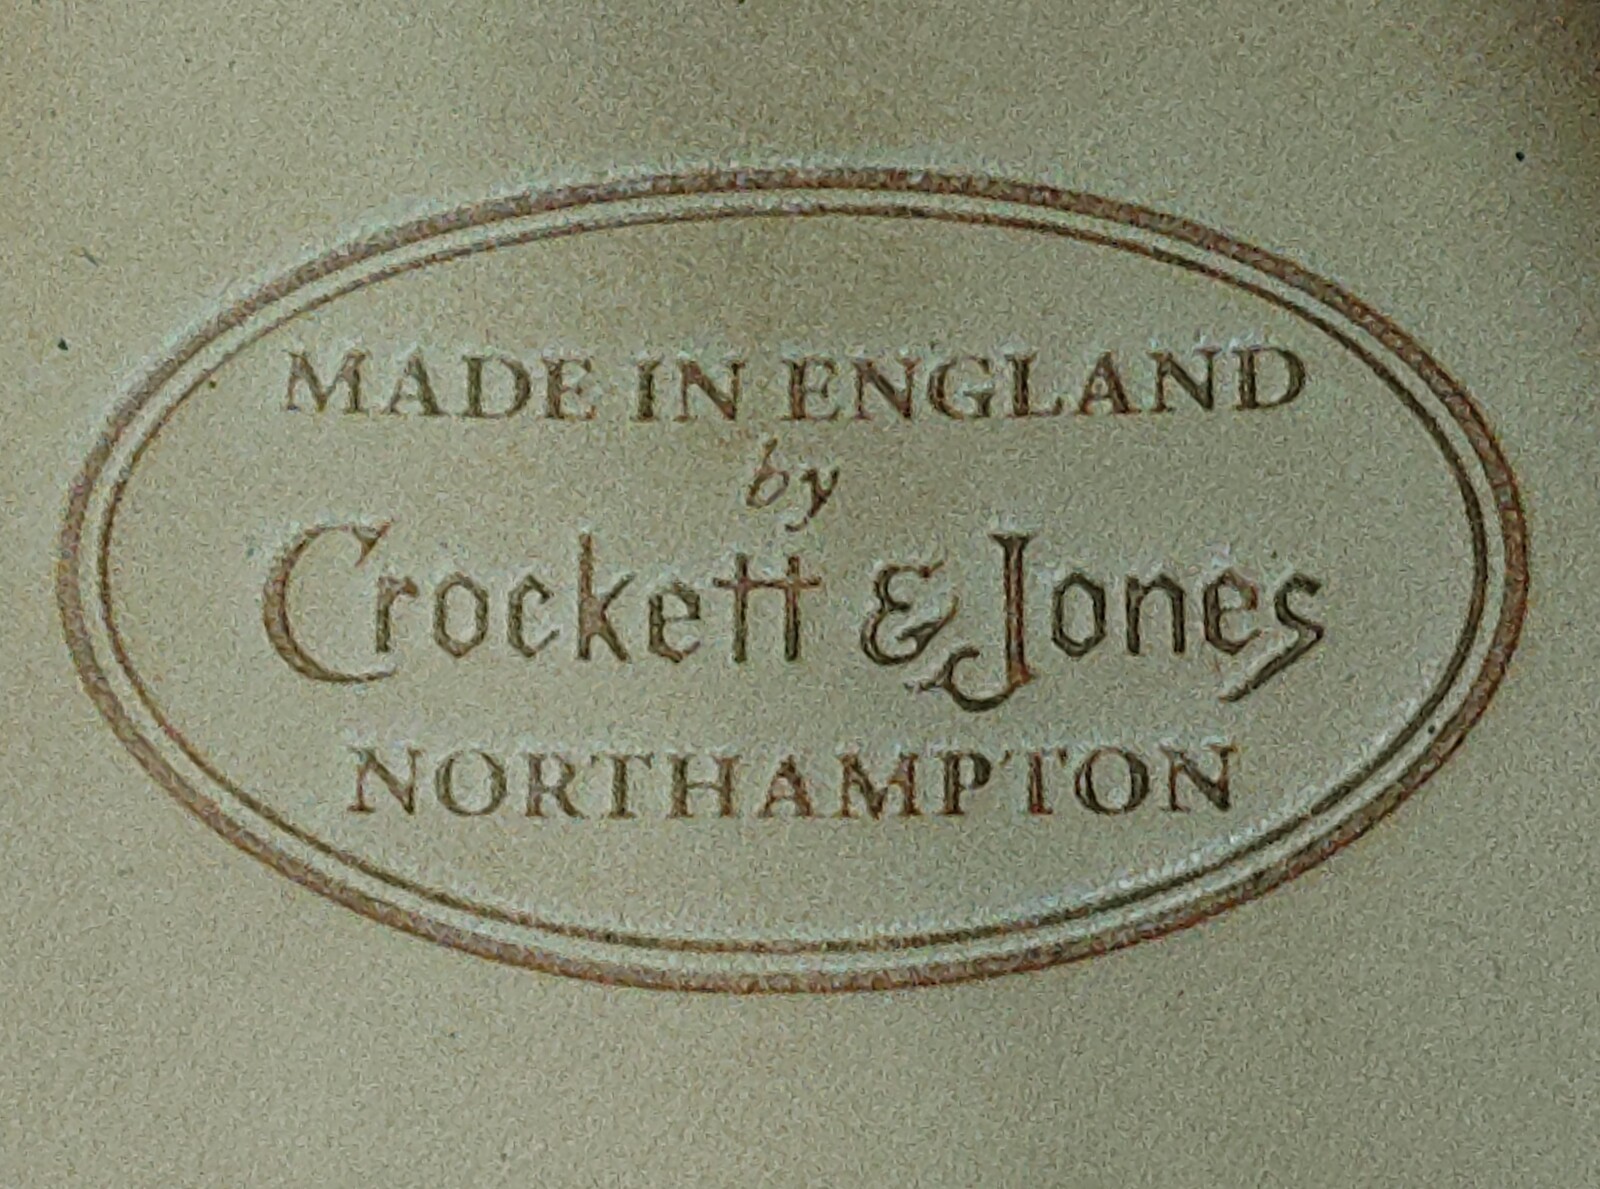 MADE IN ENGLAND
by
Crockett & Jones
NORTHAMPTON